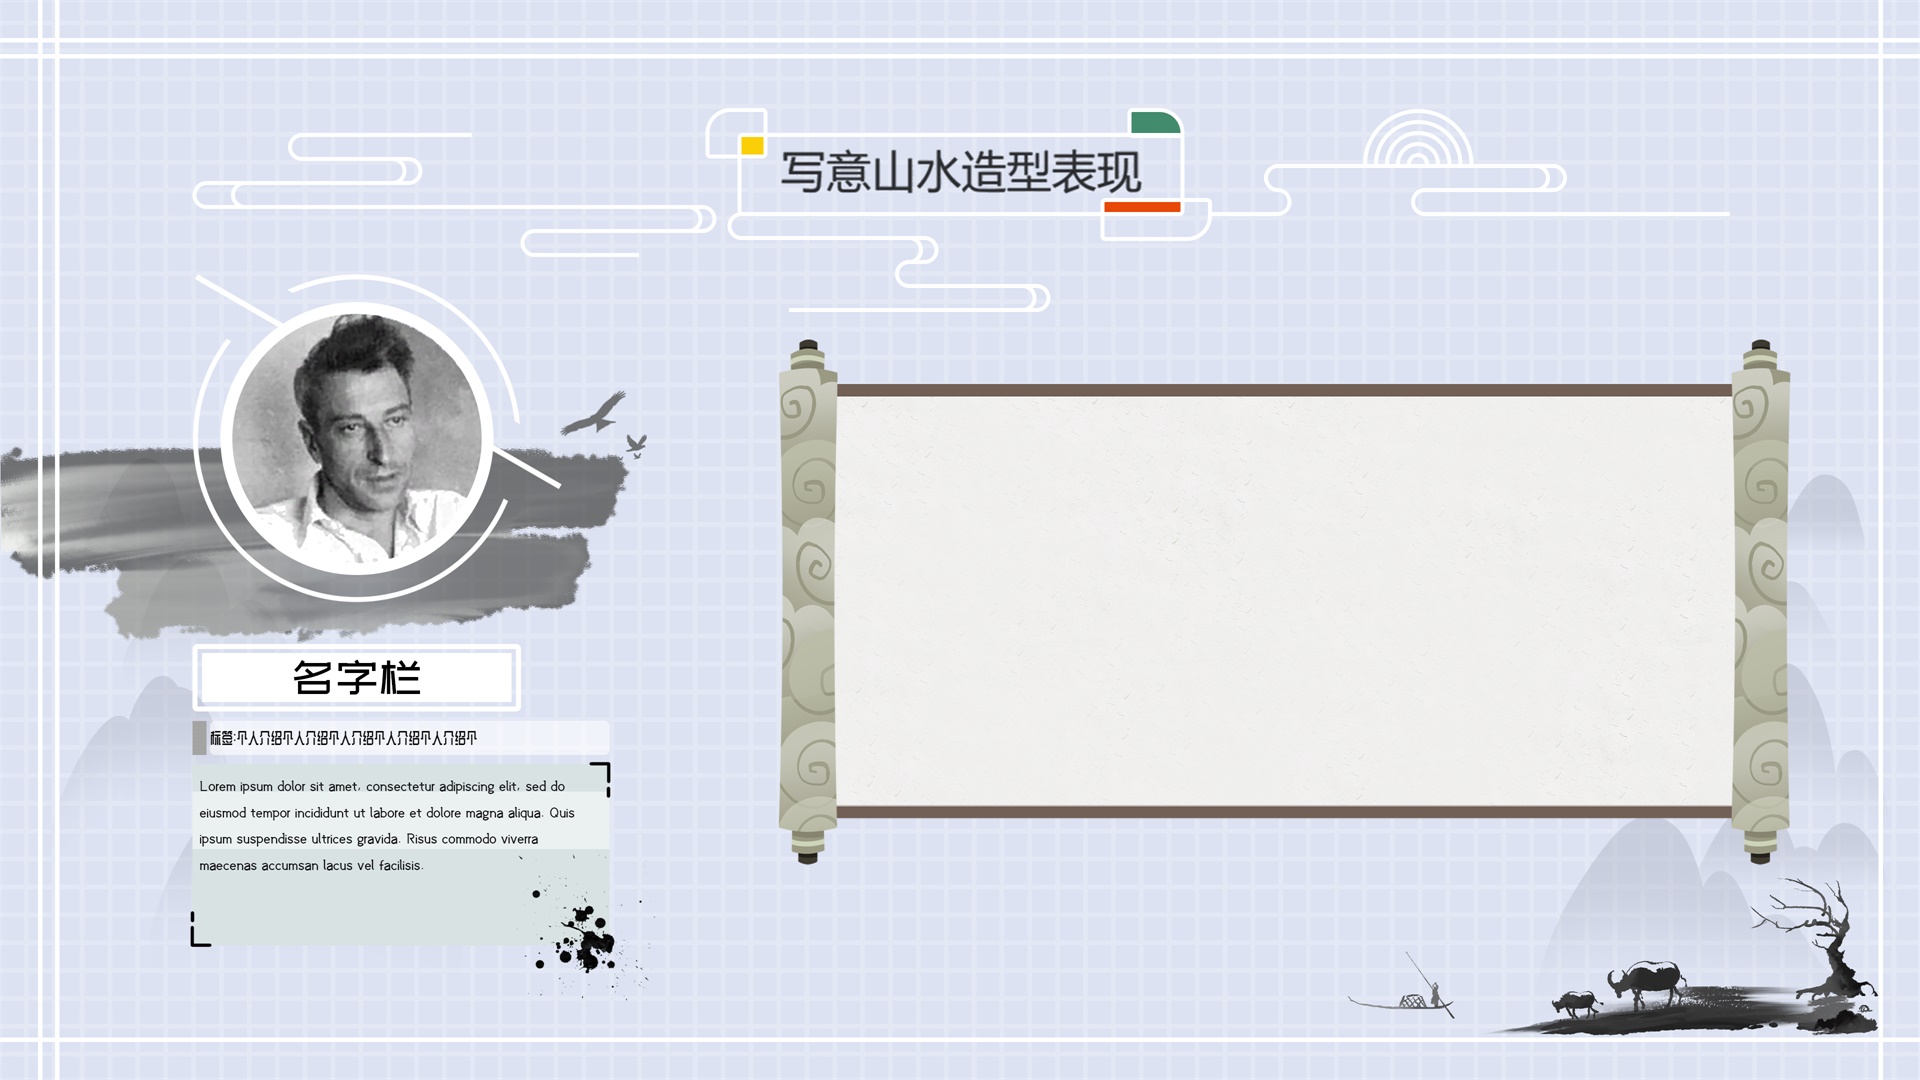 写意山水造型表现
名字栏
标签:个人介绍个人介绍个人介绍个人介绍个人介绍个
Lorem ipsum dolor sit amet, consectetur adipiscing elit, sed do
eiusmod tempor incididunt ut labore et dolore magna aliqua. Quis
ipsum suspendisse ultrices gravida. Risus commodo viverra
maecenas accumsan lacus vel facilisis.